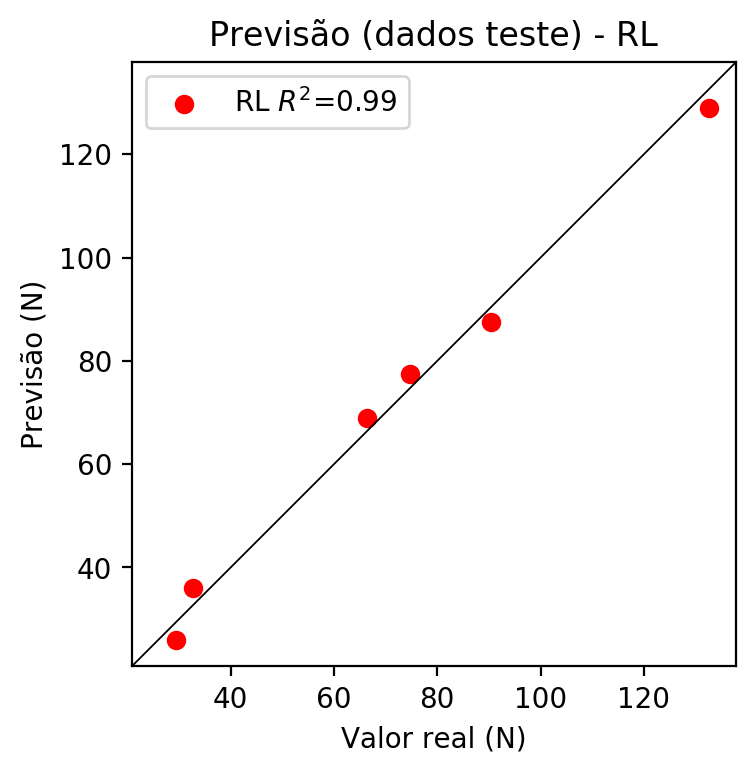 Previsão (dados teste) - RL
RL R²=0.99
Previsão (N)
120
100
80
60
40
40 60 80 100 120
Valor real (N)